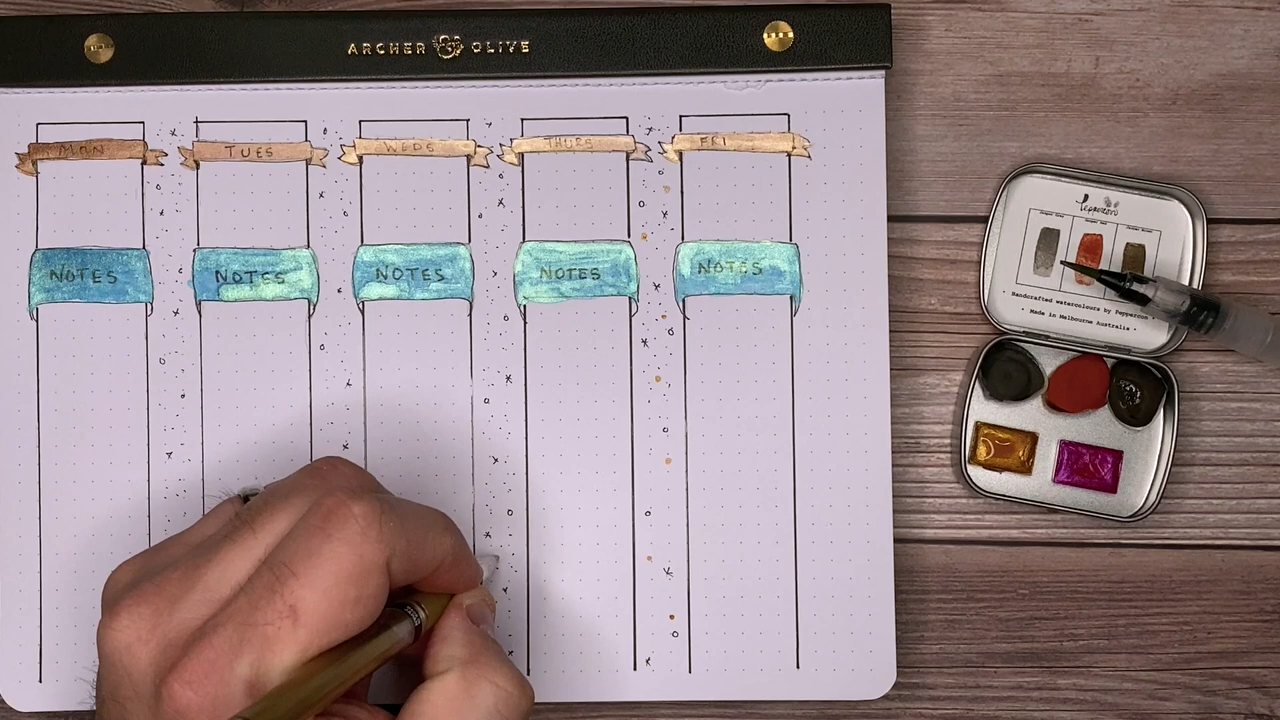 ARCHER & OLIVE
MON TUES WEDS THURS FRI
NOTES NOTES NOTES NOTES NOTES
Peppercorn
Handcrafted watercolours by Peppercorn
Made in Melbourne Australia